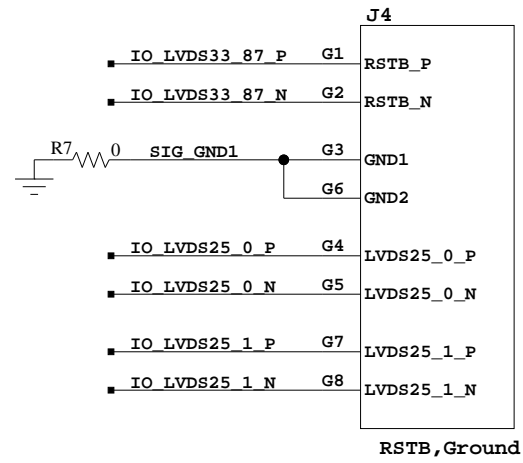 J4
IO_LVDS33_87_P G1 RSTB_P
IO_LVDS33_87_N G2 RSTB_N
R7 0 SIG_GND1 G3 GND1
G6 GND2
IO_LVDS25_0_P G4 LVDS25_0_P
IO_LVDS25_0_N G5 LVDS25_0_N
IO_LVDS25_1_P G7 LVDS25_1_P
IO_LVDS25_1_N G8 LVDS25_1_N
RSTB,Ground